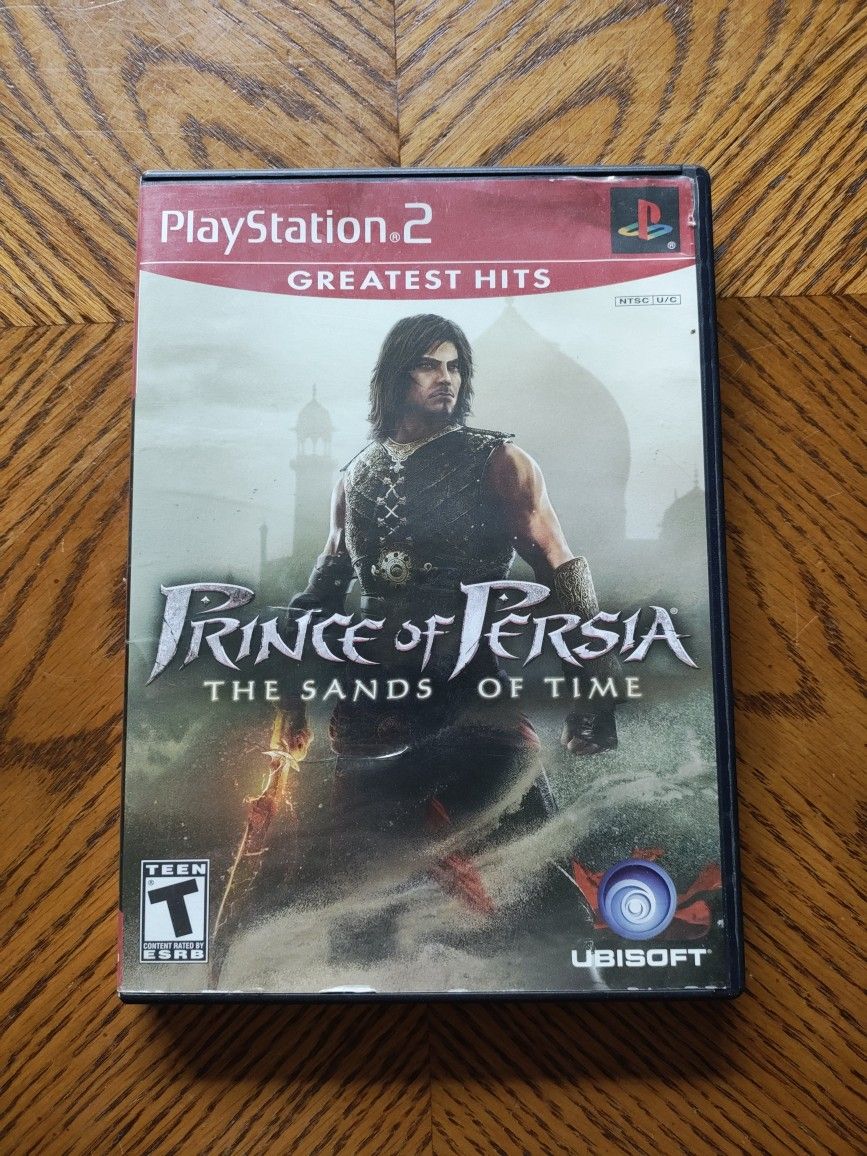 PlayStation®2
GREATEST HITS
NTSC U/C
PRINCE OF PERSIA®
THE SANDS OF TIME
TEEN
T
CONTENT RATED BY
ESRB
UBISOFT®